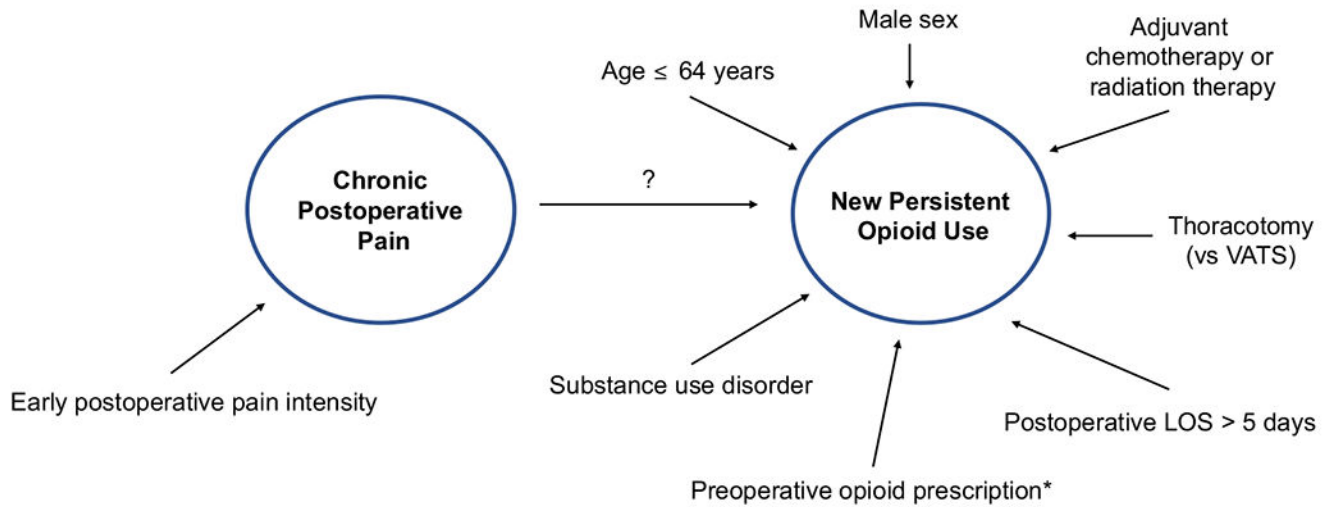 Male sex
Adjuvant
chemotherapy or
radiation therapy
Age ≤ 64 years
Chronic
Postoperative
Pain
?
New Persistent
Opioid Use
Thoracotomy
(vs VATS)
Early postoperative pain intensity
Substance use disorder
Postoperative LOS > 5 days
Preoperative opioid prescription*